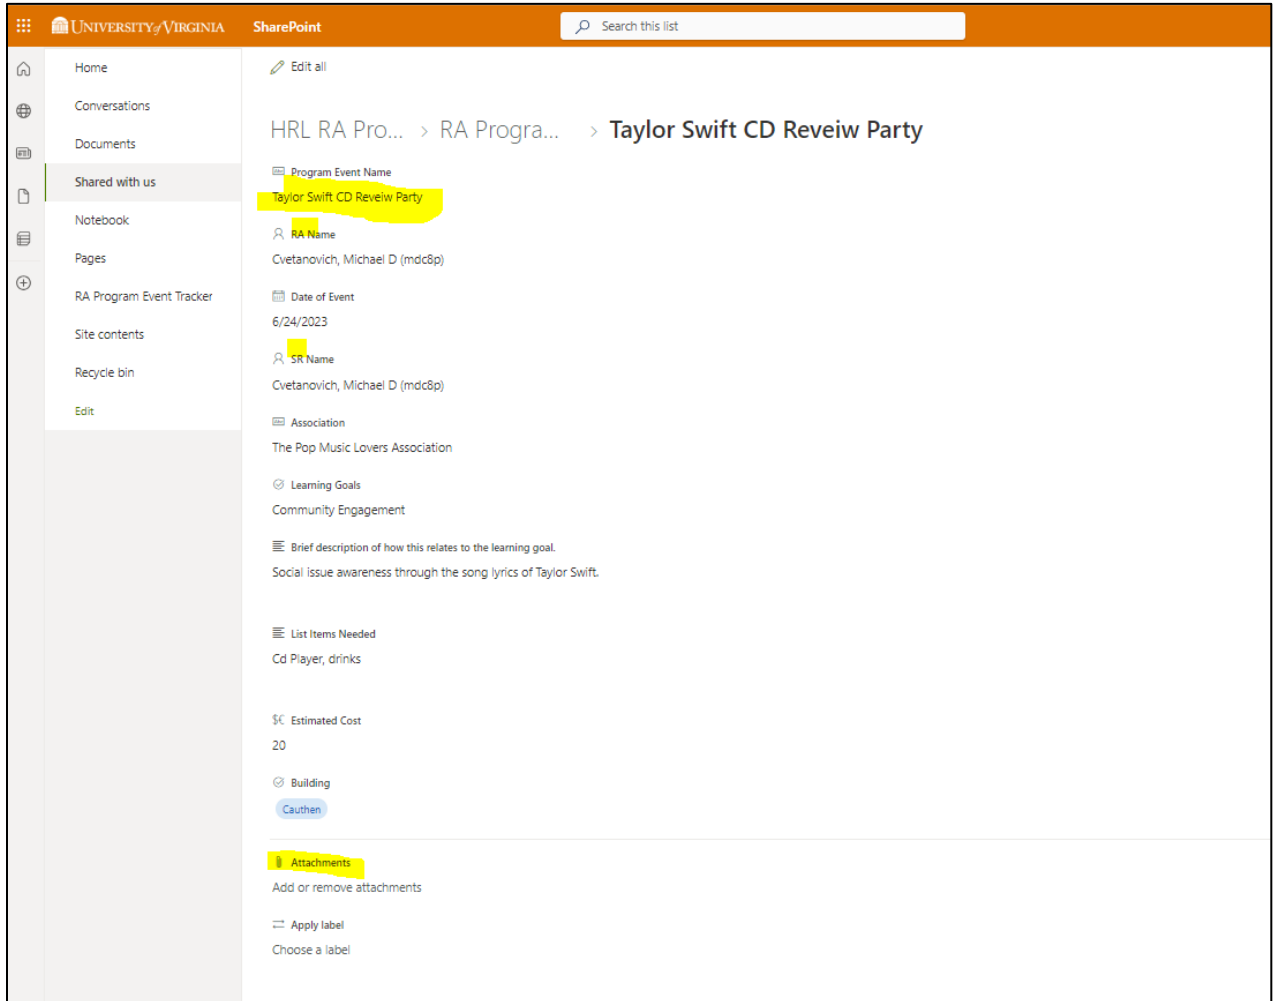 UNIVERSITY of VIRGINIA SharePoint Search this list
Home
Conversations
Documents
Shared with us
Notebook
Pages
RA Program Event Tracker
Site contents
Recycle bin
Edit
Edit all
HRL RA Pro... > RA Progra... > Taylor Swift CD Reveiw Party
Program Event Name
Taylor Swift CD Reveiw Party
RA Name
Cvetanovich, Michael D (mdc8p)
Date of Event
6/24/2023
SR Name
Cvetanovich, Michael D (mdc8p)
Association
The Pop Music Lovers Association
Learning Goals
Community Engagement
Brief description of how this relates to the learning goal.
Social issue awareness through the song lyrics of Taylor Swift.
List Items Needed
Cd Player, drinks
$€ Estimated Cost
20
Building
Cauthen
Attachments
Add or remove attachments
Apply label
Choose a label